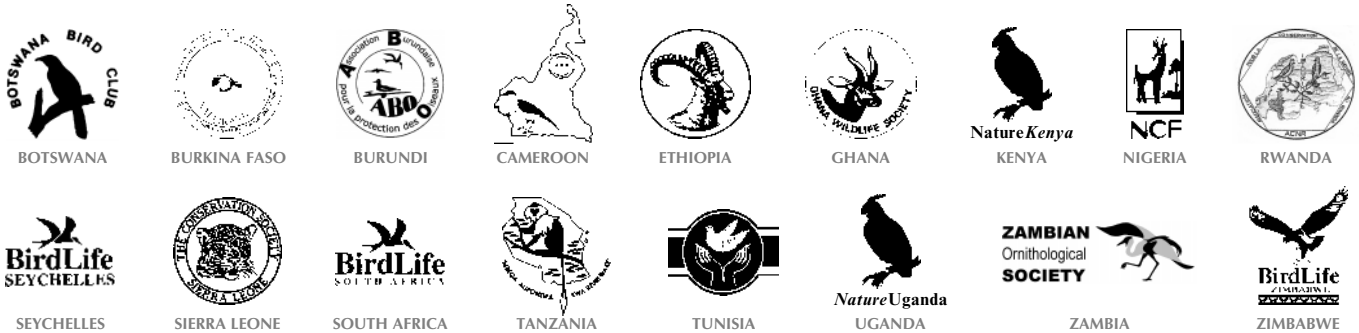 BOTSWANA BIRD CLUB
BOTSWANA
BURKINA FASO
Association Burundaise pour la protection des Oiseaux
ABO
BURUNDI
CAMEROON
ETHIOPIA
GHANA WILDLIFE SOCIETY
GHANA
NatureKenya
KENYA
NCF
NIGERIA
ACNR
RWANDA
BirdLife
SEYCHELLES
SEYCHELLES
THE CONSERVATION SOCIETY
SIERRA LEONE
SIERRA LEONE
BirdLife
SOUTH AFRICA
SOUTH AFRICA
TANZANIA
TUNISIA
NatureUganda
UGANDA
ZAMBIAN
Ornithological
SOCIETY
ZAMBIA
BirdLife
ZIMBABWE
ZIMBABWE